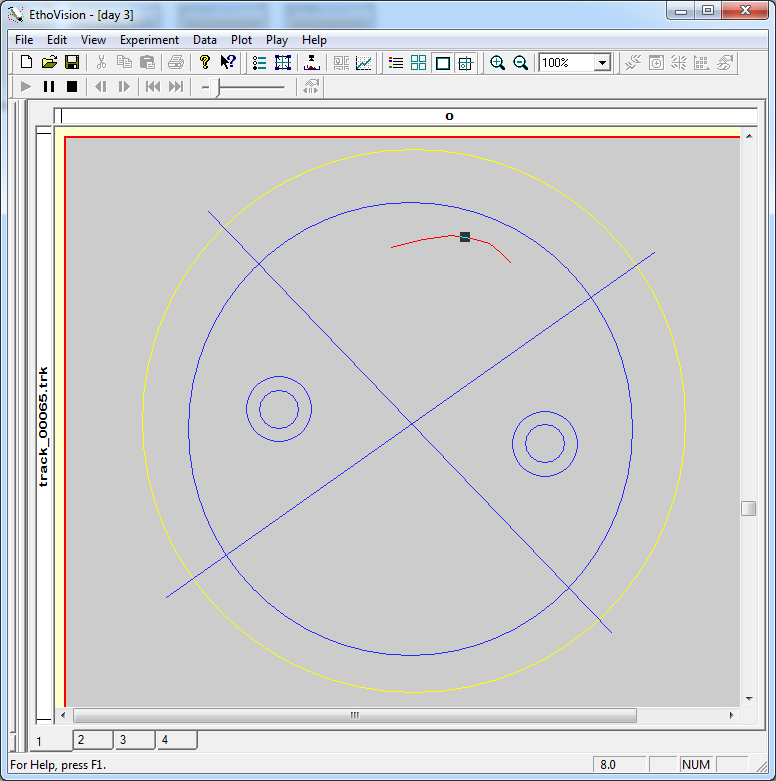 EthoVision - [day 3]
File Edit View Experiment Data Plot Play Help
100%
o
track_00065.trk
1 2 3 4
For Help, press F1. 8.0 NUM